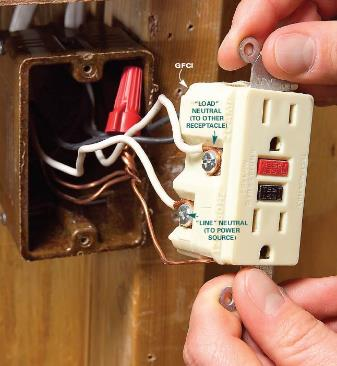 GFCI
"LOAD"
NEUTRAL
(TO OTHER
RECEPTACLE)
"LINE" NEUTRAL
(TO POWER
SOURCE)